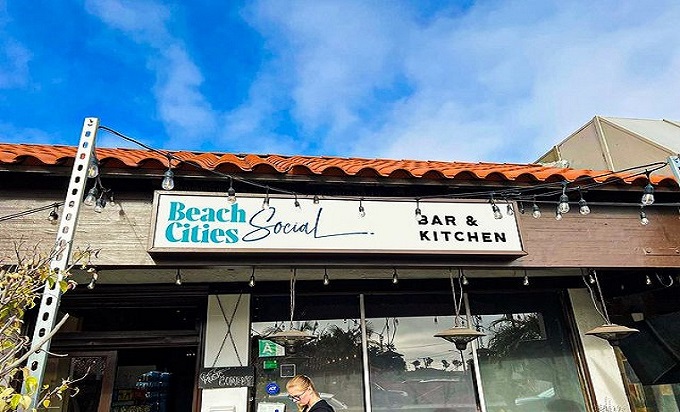 Beach
Cities Social
BAR &
KITCHEN
A